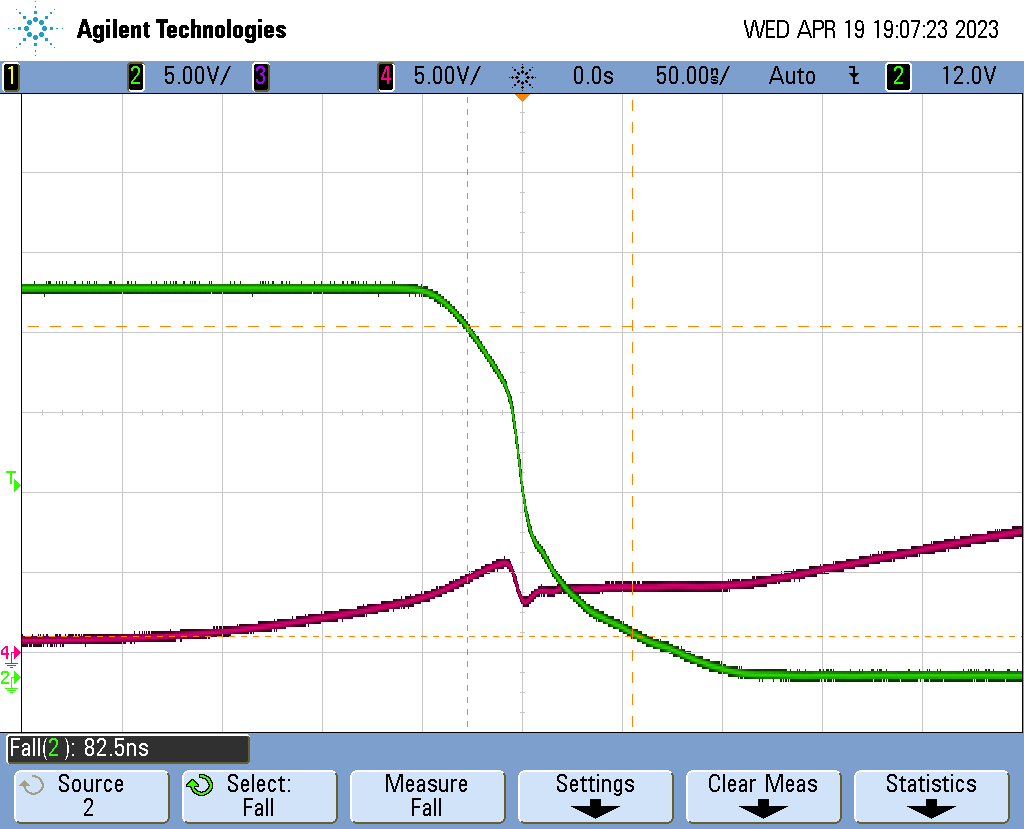 Agilent Technologies
WED APR 19 19:07:23 2023
1 2 5.00V/ 3 4 5.00V/ 0.0s 50.00ns/ Auto 2 12.0V
T
4
2
Fall(2): 82.5ns
Source
2
Select:
Fall
Measure
Fall
Settings
Clear Meas
Statistics